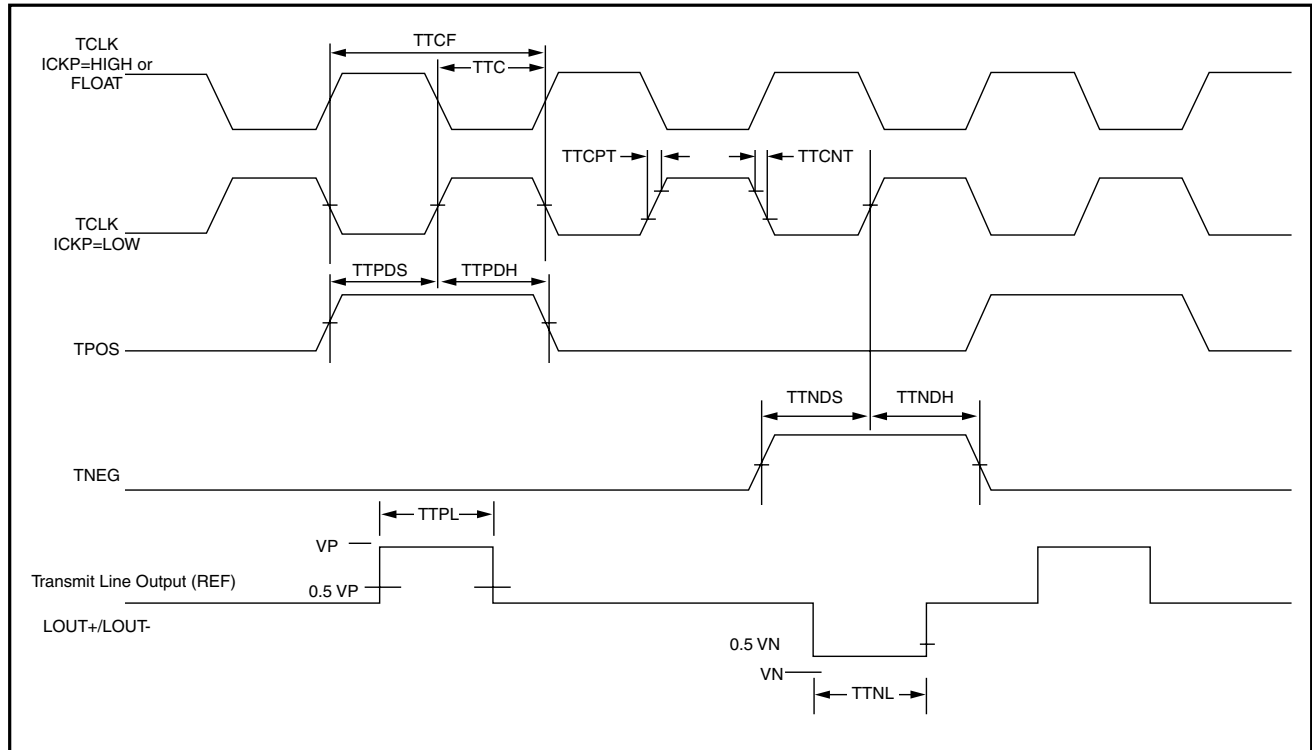 TCLK
ICKP=HIGH or
FLOAT
TTCF
TTC
TTCPT
TTCNT
TCLK
ICKP=LOW
TTPDS
TTPDH
TPOS
TTNDS
TTNDH
TNEG
TTPL
VP
Transmit Line Output (REF)
0.5 VP
LOUT+/LOUT-
0.5 VN
VN
TTNL